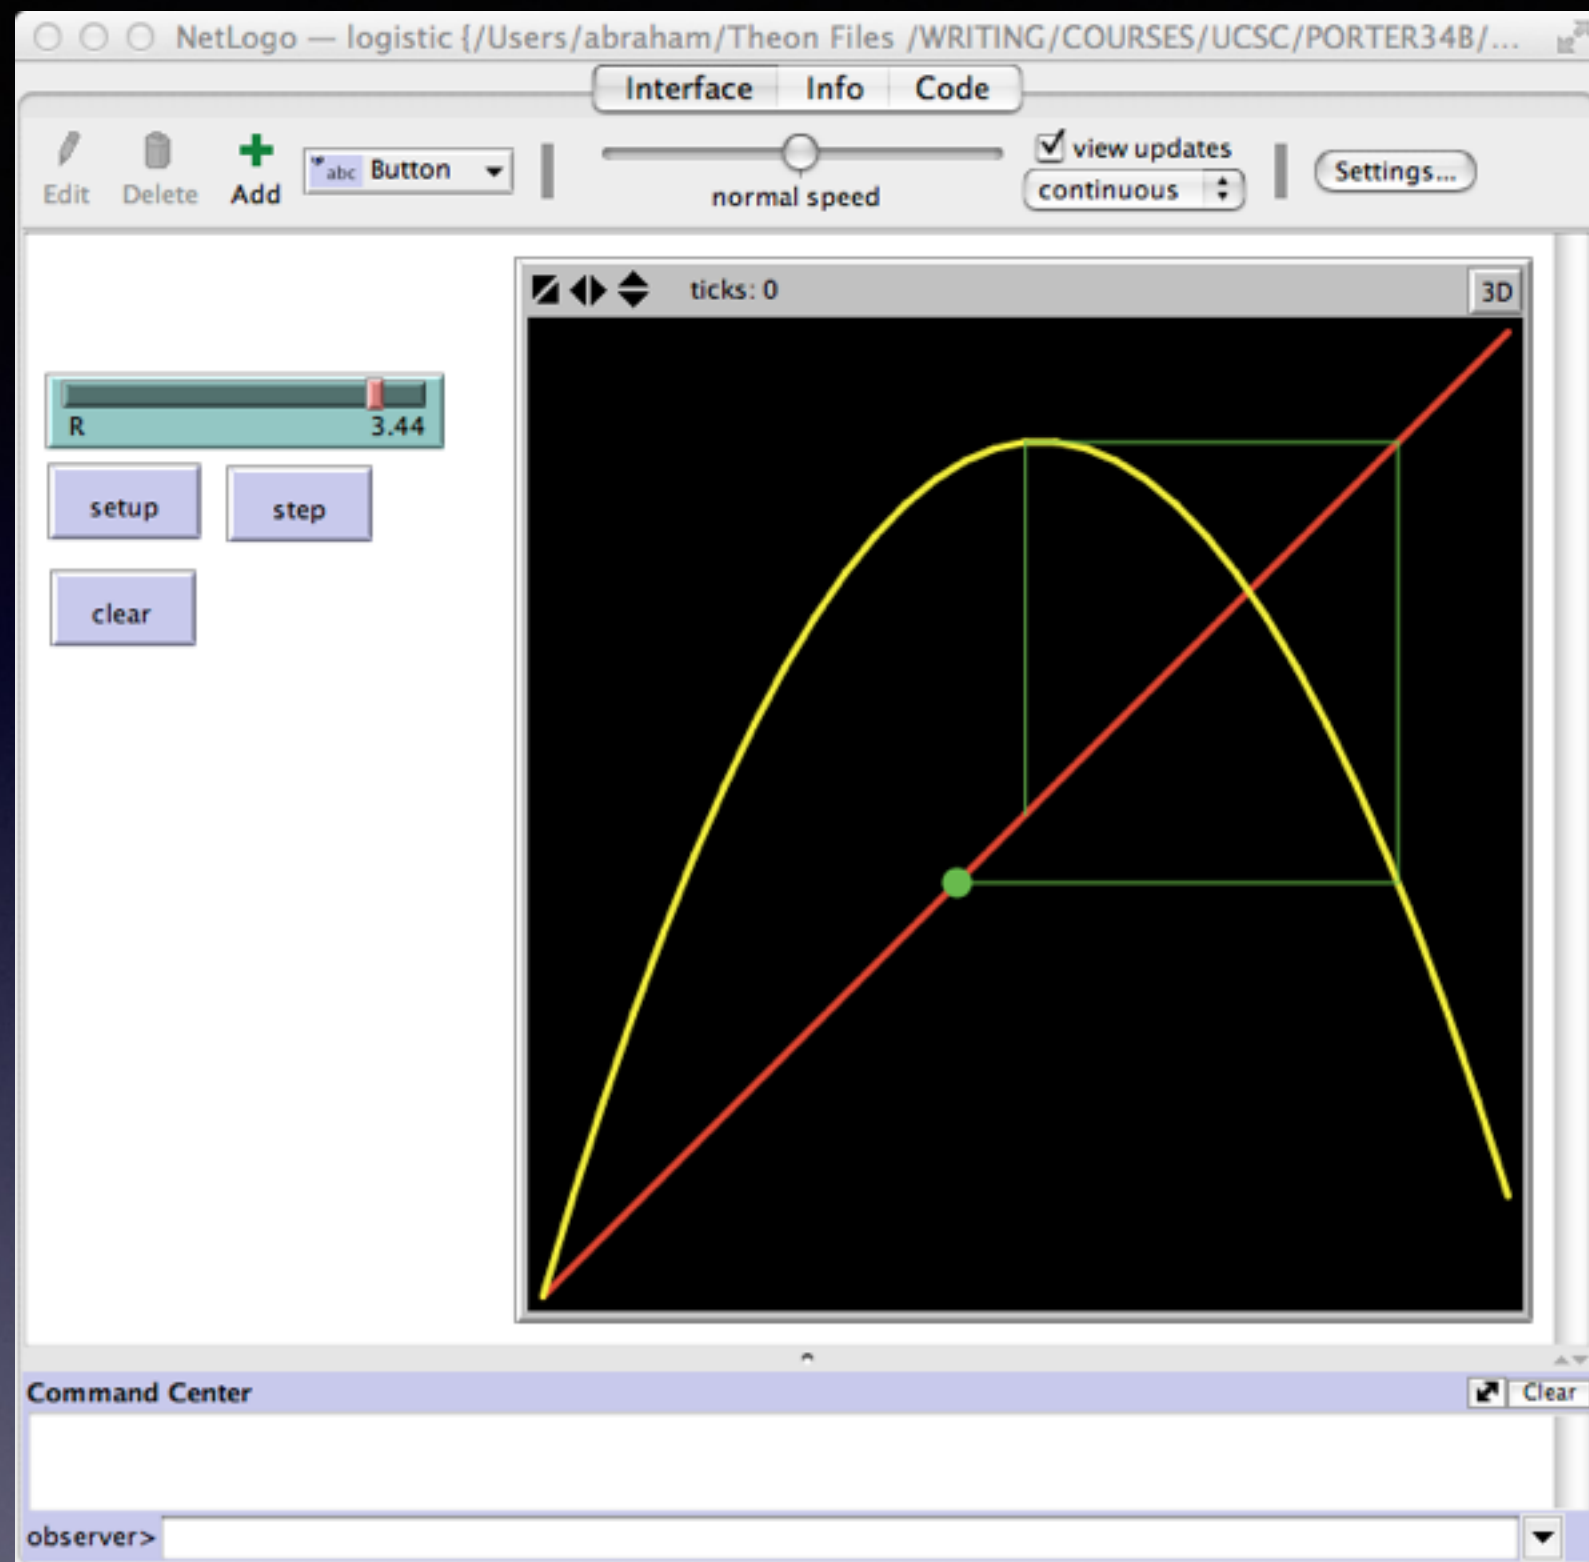 NetLogo — logistic {/Users/abraham/Theon Files /WRITING/COURSES/UCSC/PORTER34B/...
Interface Info Code
Edit Delete Add abc Button normal speed view updates continuous Settings...
ticks: 0 3D
R 3.44
setup step
clear
Command Center Clear
observer>